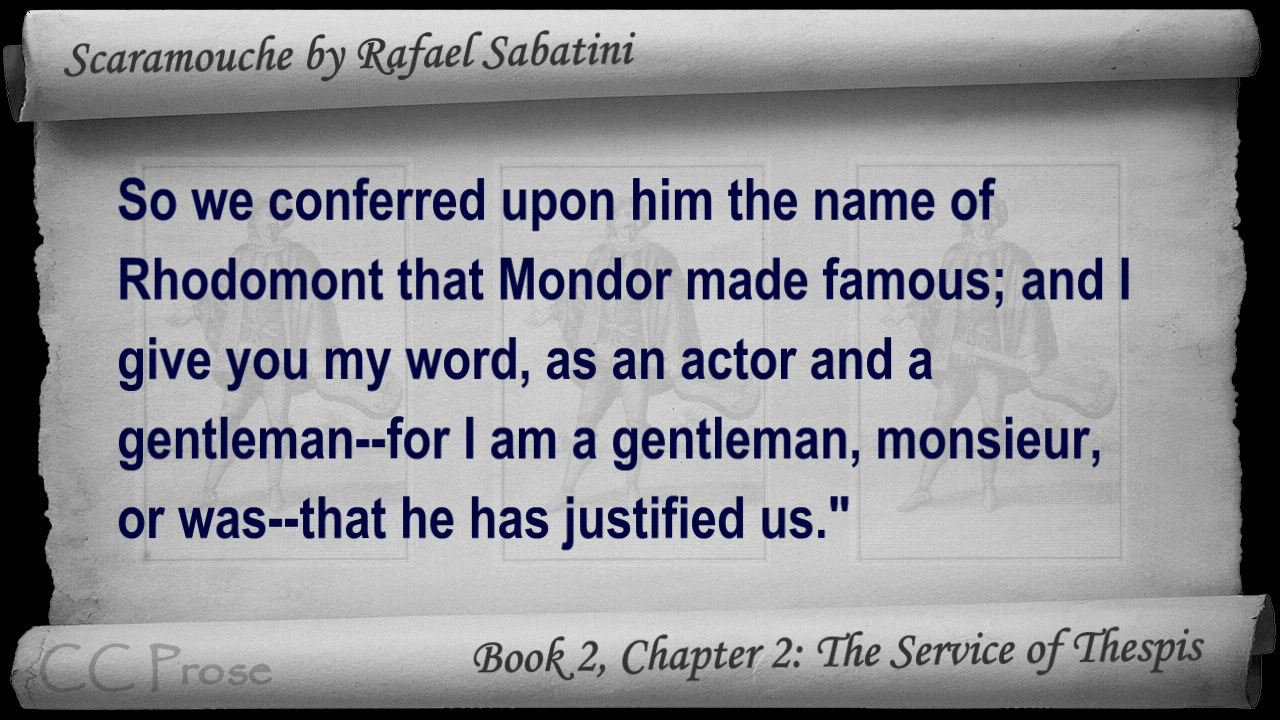 Scaramouche by Rafael Sabatini
So we conferred upon him the name of
Rhodomont that Mondor made famous; and I
give you my word, as an actor and a
gentleman--for I am a gentleman, monsieur,
or was--that he has justified us."
CC Prose
Book 2, Chapter 2: The Service of Thespis